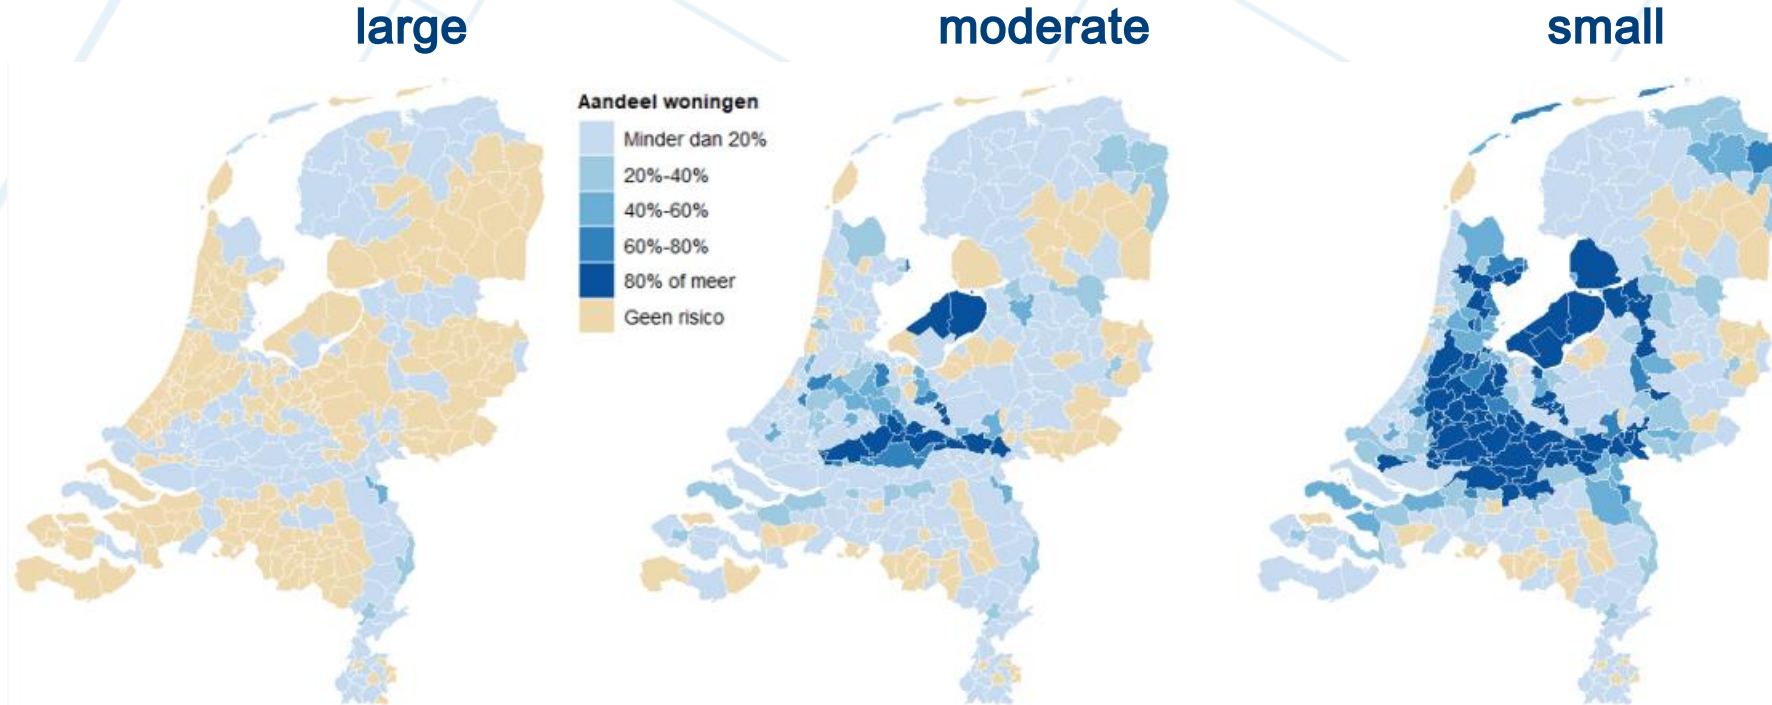 large
moderate
small
Aandeel woningen
Minder dan 20%
20%-40%
40%-60%
60%-80%
80% of meer
Geen risico